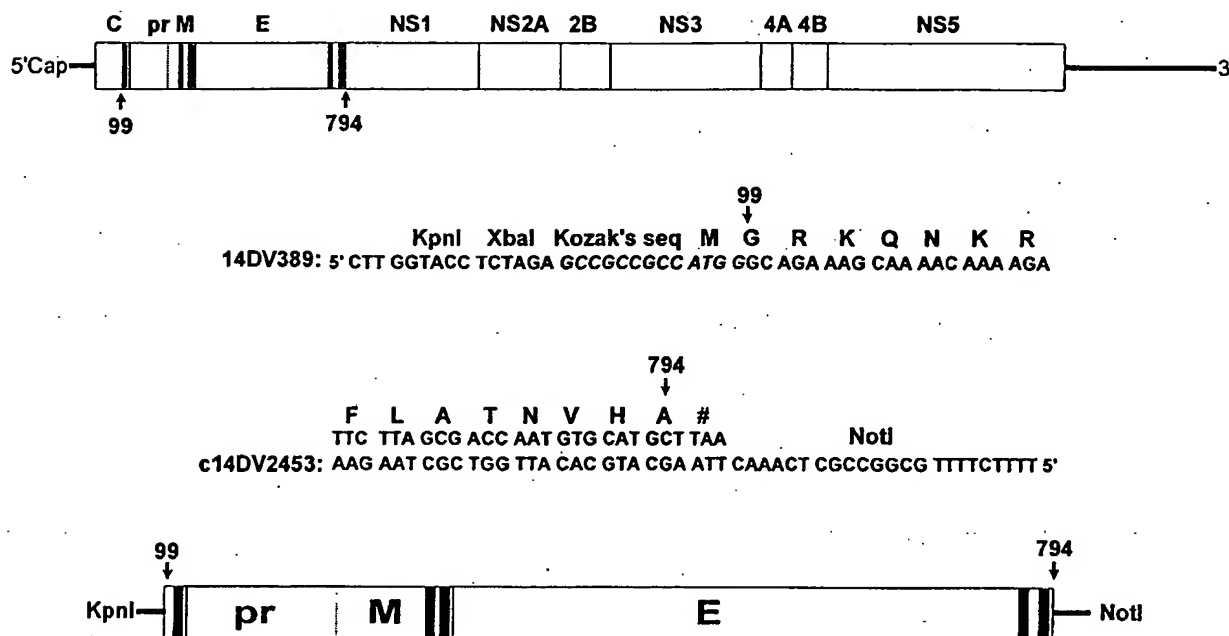 C pr M E NS1 NS2A 2B NS3 4A 4B NS5
5'Cap 3
99 794
99
KpnI XbaI Kozak's seq M G R K Q N K R
14DV389: 5' CTT GGTACC TCTAGA GCCGCCGCC ATG GGC AGA AAG CAA AAC AAA AGA
794
F L A T N V H A #
TTC TTA GCG ACC AAT GTG CAT GCT TAA NotI
c14DV2453: AAG AAT CGC TGG TTA CAC GTA CGA ATT CAAACT CGCCGGCG TTTTCTTTT 5'
99 794
KpnI pr M E NotI